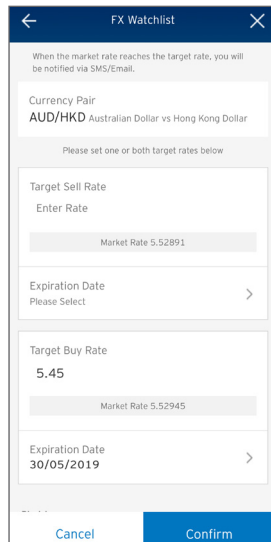 FX Watchlist
When the market rate reaches the target rate, you will
be notified via SMS/Email.
Currency Pair
AUD/HKD Australian Dollar vs Hong Kong Dollar
Please set one or both target rates below
Target Sell Rate
Enter Rate
Market Rate 5.52891
Expiration Date
Please Select
Target Buy Rate
5.45
Market Rate 5.52945
Expiration Date
30/05/2019
Cancel
Confirm